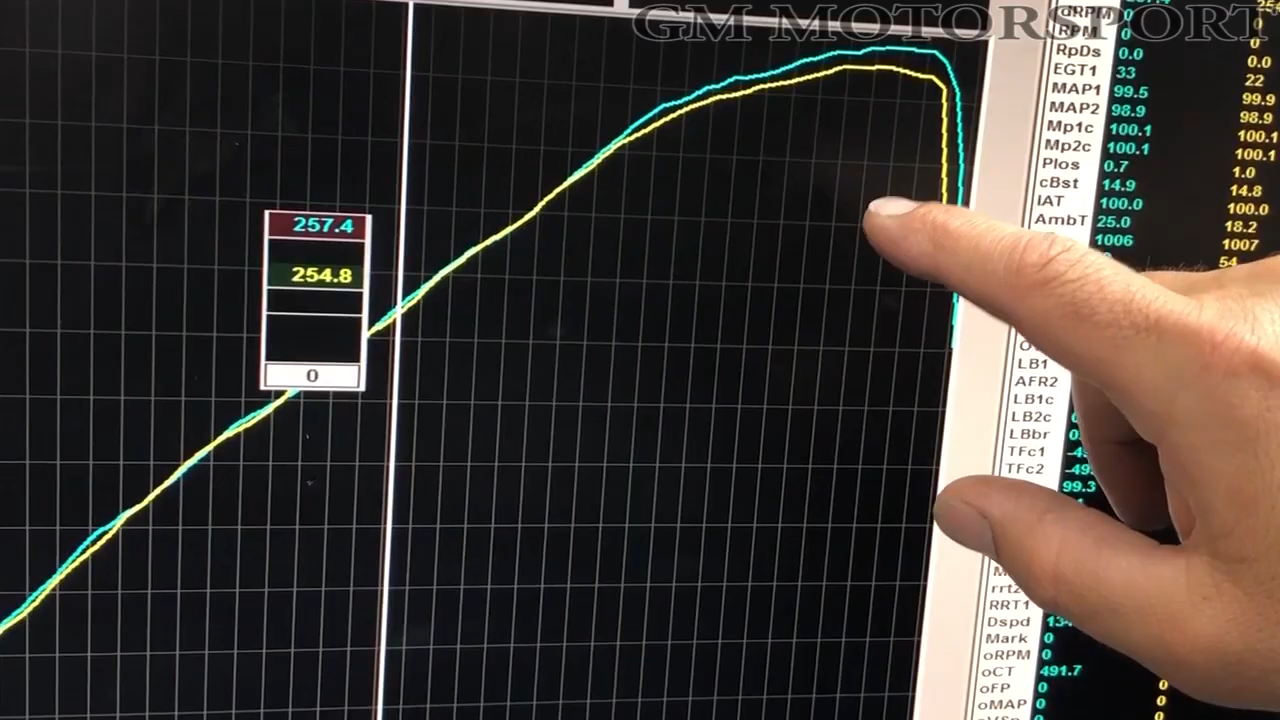 GM MOTORSPORT
dRPM 0 0
RPM 0 0
RpDs 0.0 0.0
EGT1 33 22
MAP1 99.5 99.9
MAP2 98.9 98.9
Mp1c 100.1 100.1
Mp2c 100.1 100.1
Plos 0.7 1.0
cBst 14.9 14.8
IAT 100.0 100.0
AmbT 25.0 18.2
1006 1007
54
257.4
254.8
0
LB1
AFR2
LB1c
LB2c
LBbr
TFc1
TFc2
99.3
RRT1
Dspd
Mark 0
oRPM 0
oCT 491.7
oFP 0 0
oMAP 0 0